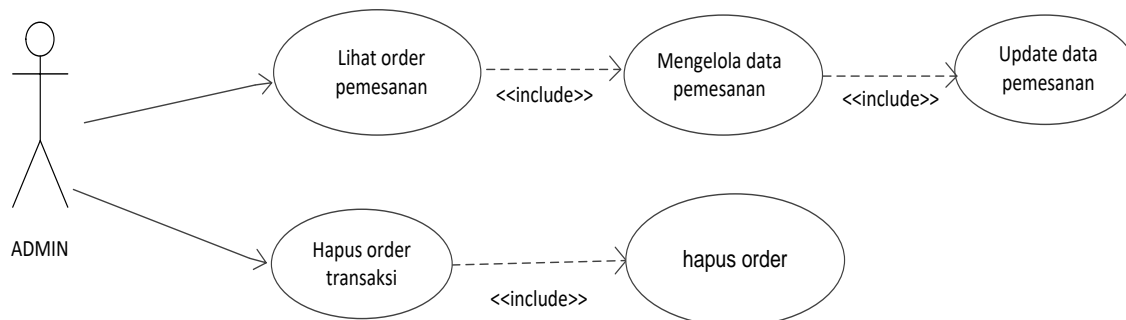 Lihat order
pemesanan
<<include>>
Mengelola data
pemesanan
<<include>>
Update data
pemesanan
ADMIN
Hapus order
transaksi
<<include>>
hapus order